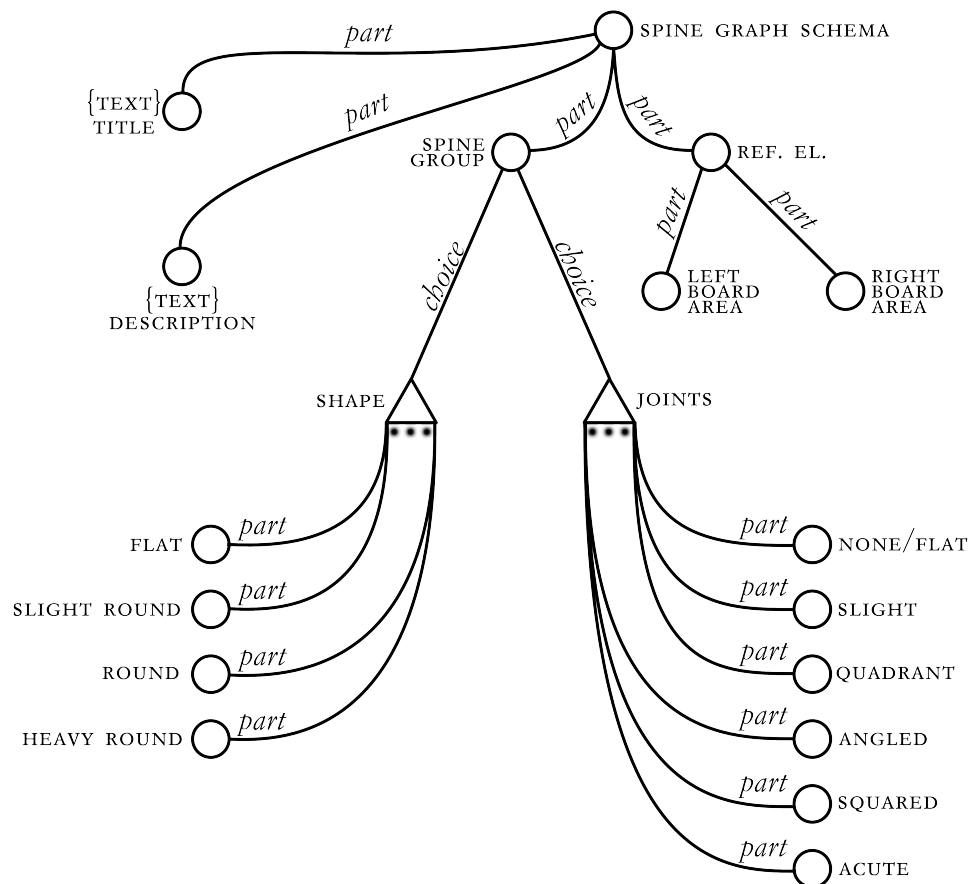 part
SPINE GRAPH SCHEMA
{TEXT}
TITLE
part
part
part
SPINE
GROUP
REF. EL.
part
part
{TEXT}
DESCRIPTION
choice
choice
LEFT
BOARD
AREA
RIGHT
BOARD
AREA
SHAPE
JOINTS
part
FLAT
part
NONE/FLAT
part
SLIGHT ROUND
part
SLIGHT
part
ROUND
part
QUADRANT
part
HEAVY ROUND
part
ANGLED
part
SQUARED
part
ACUTE